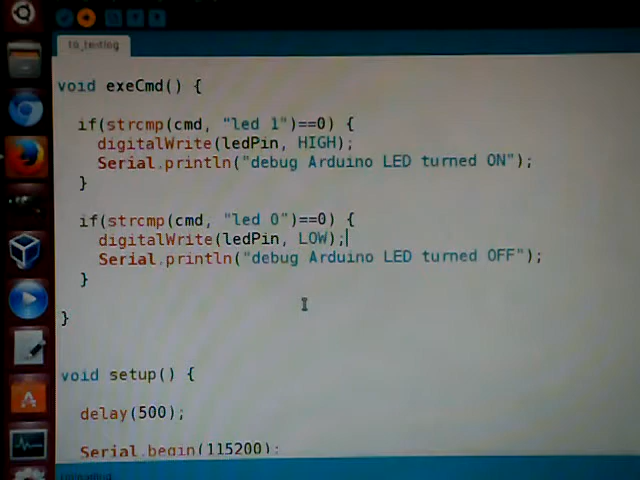 void exeCmd() {
if(strcmp(cmd, "led 1")==0) {
digitalWrite(ledPin, HIGH);
Serial.println("debug Arduino LED turned ON");
}
if(strcmp(cmd, "led 0")==0) {
digitalWrite(ledPin, LOW);
Serial.println("debug Arduino LED turned OFF");
}
}
void setup() {
delay(500);
Serial.begin(115200);